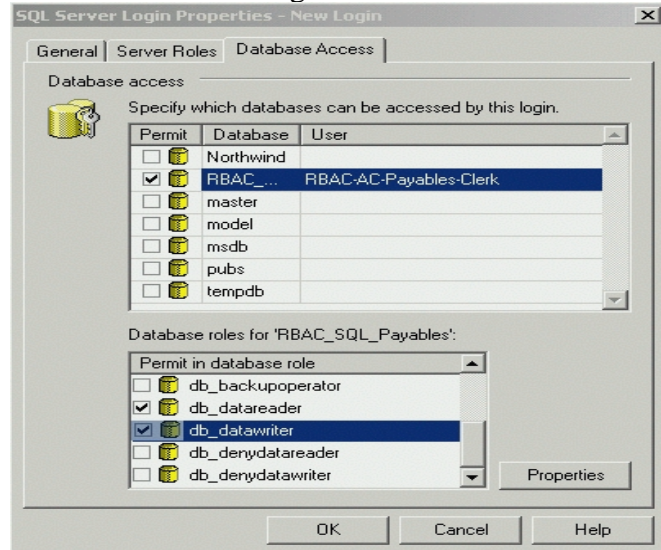 SQL Server Login Properties - New Login
General Server Roles Database Access
Database access
Specify which databases can be accessed by this login.
Permit Database User
Northwind
RBAC_... RBAC-AC-Payables-Clerk
master
model
msdb
pubs
tempdb
Database roles for 'RBAC_SQL_Payables':
Permit in database role
db_backupoperator
db_datareader
db_datawriter
db_denydatareader
db_denydatawriter
Properties
OK Cancel Help